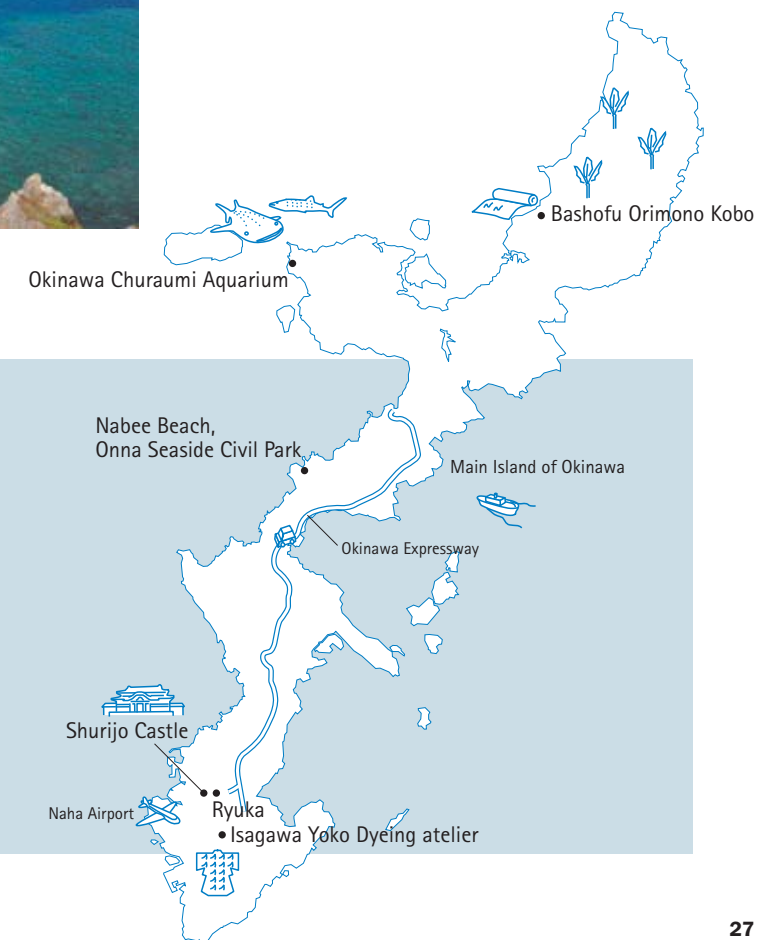 Bashofu Orimono Kobo
Okinawa Churaumi Aquarium
Nabee Beach,
Onna Seaside Civil Park
Main Island of Okinawa
Okinawa Expressway
Shurijo Castle
Naha Airport
Ryuka
Isagawa Yoko Dyeing atelier
27